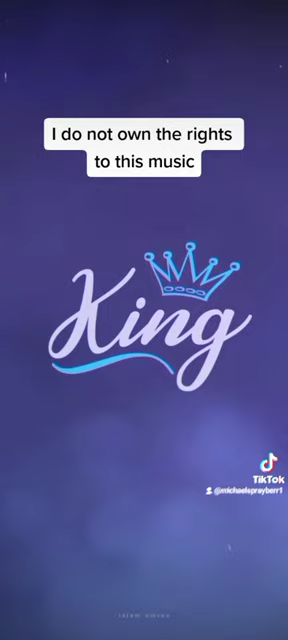 I do not own the rights
to this music
King
TikTok
@michaelsprayberr1